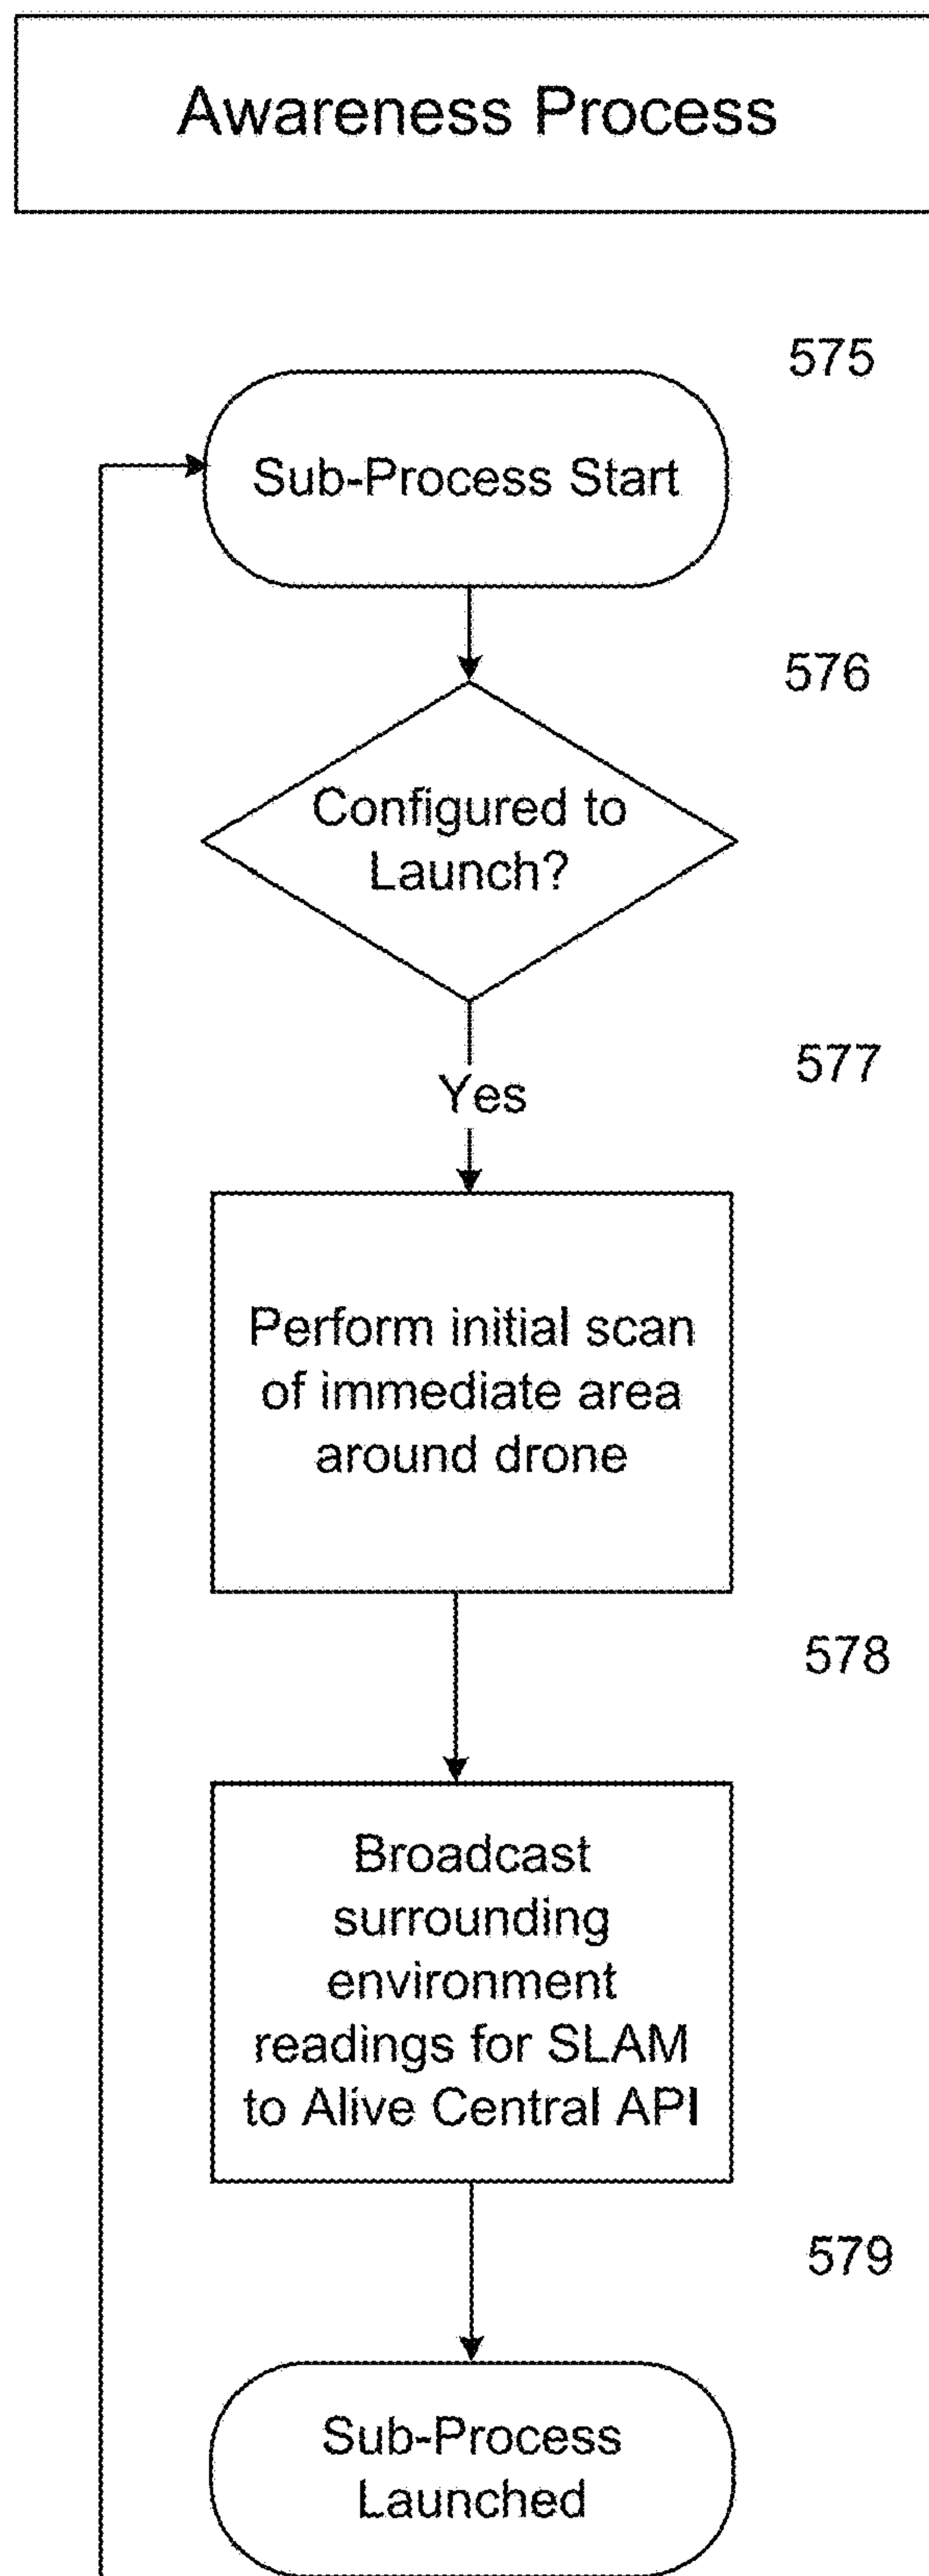 Awareness Process
575
Sub-Process Start
576
Configured to
Launch?
577
Yes
Perform initial scan
of immediate area
around drone
578
Broadcast
surrounding
environment
readings for SLAM
to Alive Central API
579
Sub-Process
Launched